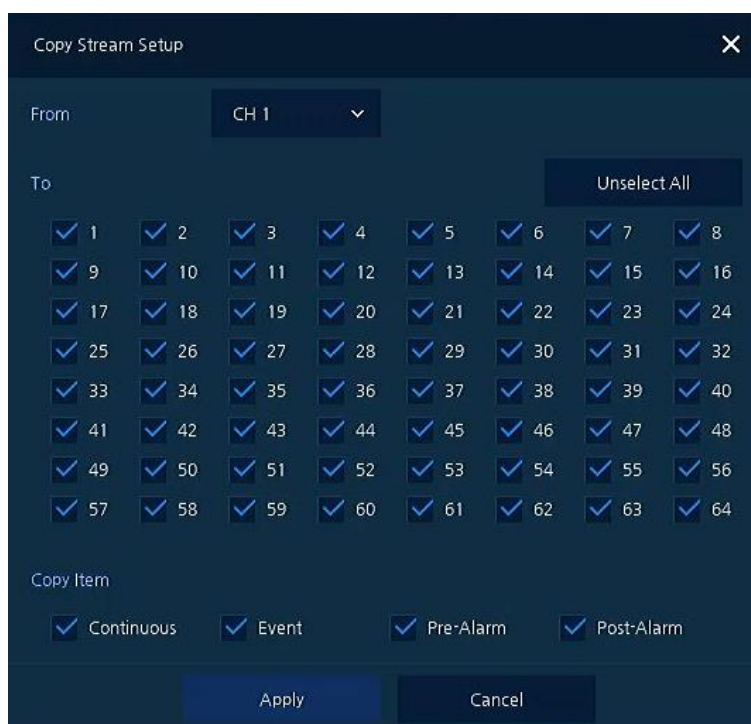 Copy Stream Setup
From CH 1
To Unselect All
1 2 3 4 5 6 7 8
9 10 11 12 13 14 15 16
17 18 19 20 21 22 23 24
25 26 27 28 29 30 31 32
33 34 35 36 37 38 39 40
41 42 43 44 45 46 47 48
49 50 51 52 53 54 55 56
57 58 59 60 61 62 63 64
Copy Item
Continuous Event Pre-Alarm Post-Alarm
Apply Cancel